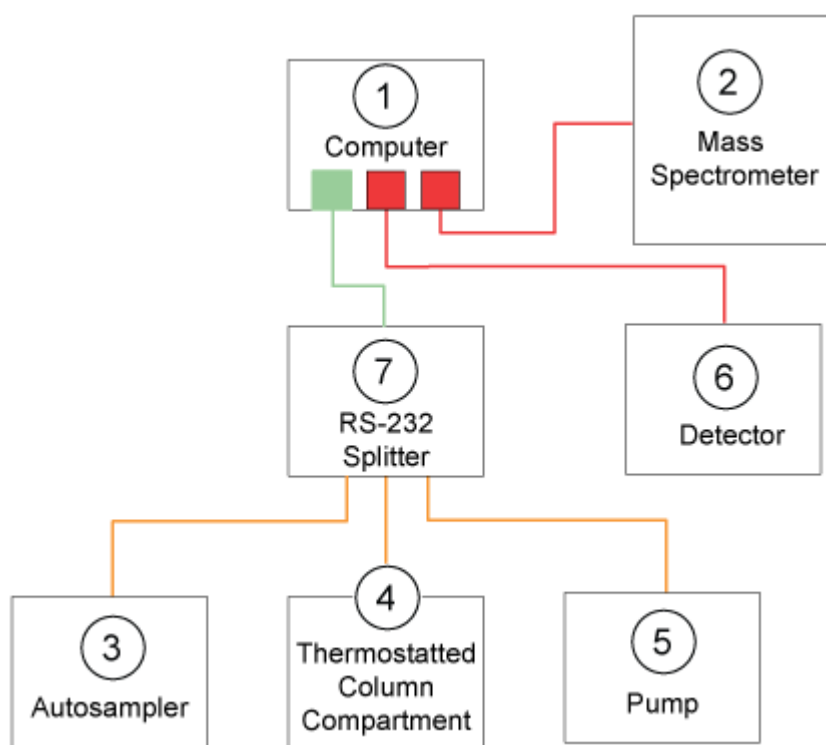 1
Computer
2
Mass
Spectrometer
7
RS-232
Splitter
6
Detector
3
Autosampler
4
Thermostatted
Column
Compartment
5
Pump